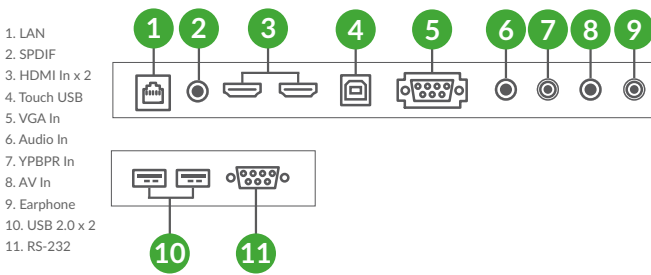 1. LAN
2. SPDIF
3. HDMI In x 2
4. Touch USB
5. VGA In
6. Audio In
7. YPBPR In
8. AV In
9. Earphone
10. USB 2.0 x 2
11. RS-232
1 2 3 4 5 6 7 8 9
10 11